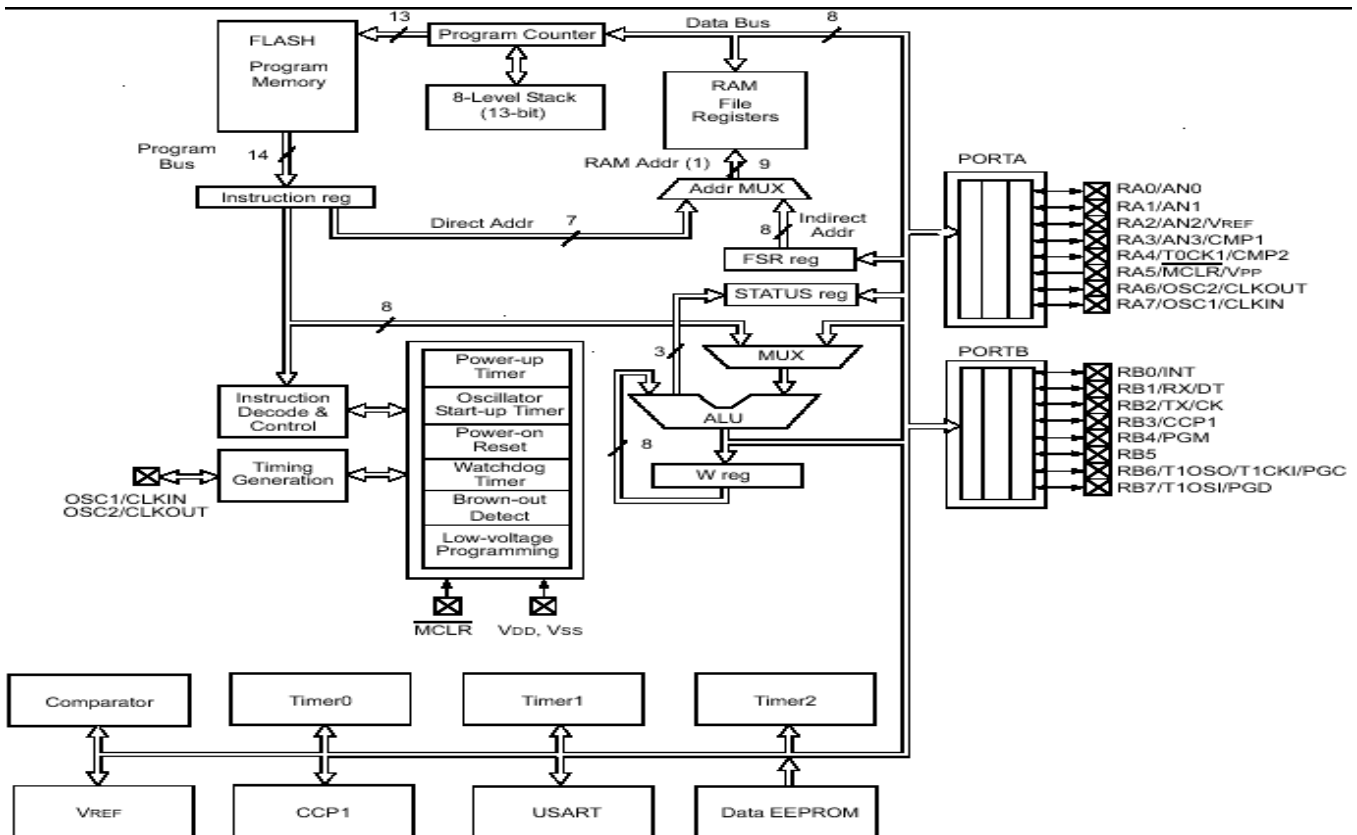 13
Data Bus
8
FLASH
Program
Memory
Program Counter
8-Level Stack
(13-bit)
RAM
File
Registers
Program
Bus
14
RAM Addr (1)
9
Addr MUX
Instruction reg
Direct Addr
7
8
Indirect
Addr
FSR reg
STATUS reg
8
3
MUX
ALU
8
W reg
Instruction
Decode &
Control
Timing
Generation
OSC1/CLKIN
OSC2/CLKOUT
Power-up
Timer
Oscillator
Start-up Timer
Power-on
Reset
Watchdog
Timer
Brown-out
Detect
Low-voltage
Programming
MCLR
VDD, VSS
PORTA
RA0/AN0
RA1/AN1
RA2/AN2/VREF
RA3/AN3/CMP1
RA4/T0CK1/CMP2
RA5/MCLR/VPP
RA6/OSC2/CLKOUT
RA7/OSC1/CLKIN
PORTB
RB0/INT
RB1/RX/DT
RB2/TX/CK
RB3/CCP1
RB4/PGM
RB5
RB6/T1OSO/T1CKI/PGC
RB7/T1OSI/PGD
Comparator
Timer0
Timer1
Timer2
VREF
CCP1
USART
Data EEPROM